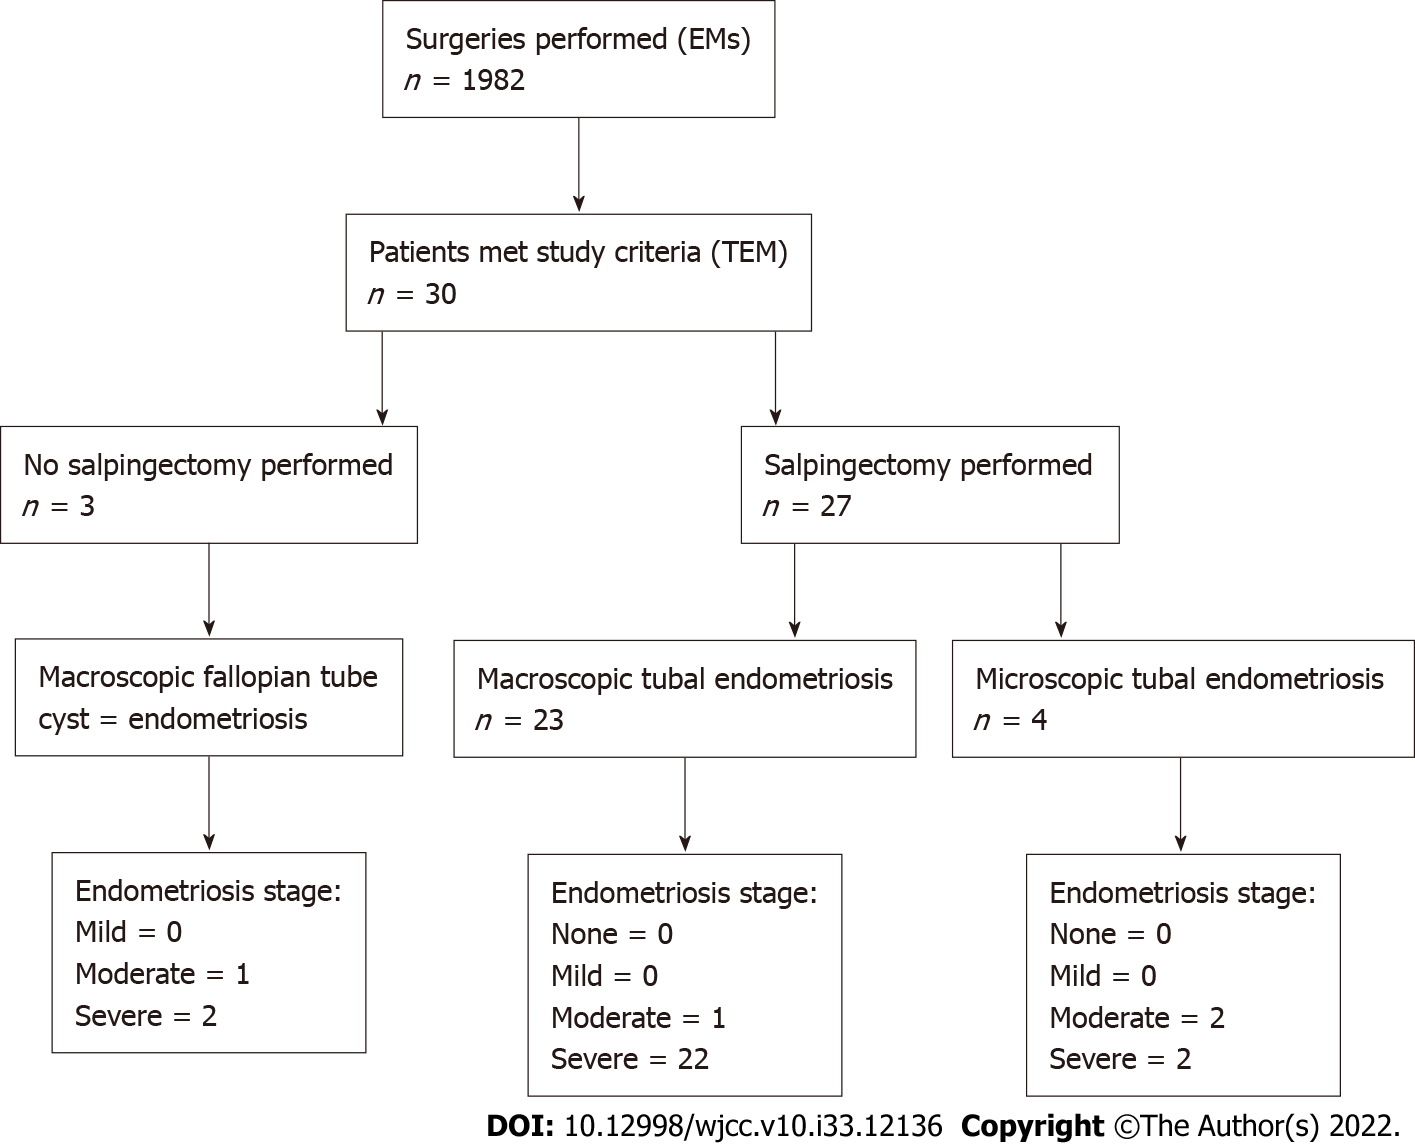 Surgeries performed (EMs)
n = 1982
Patients met study criteria (TEM)
n = 30
No salpingectomy performed
n = 3
Salpingectomy performed
n = 27
Macroscopic fallopian tube
cyst = endometriosis
Macroscopic tubal endometriosis
n = 23
Microscopic tubal endometriosis
n = 4
Endometriosis stage:
Mild = 0
Moderate = 1
Severe = 2
Endometriosis stage:
None = 0
Mild = 0
Moderate = 1
Severe = 22
Endometriosis stage:
None = 0
Mild = 0
Moderate = 2
Severe = 2
DOI: 10.12998/wjcc.v10.i33.12136 Copyright ©The Author(s) 2022.